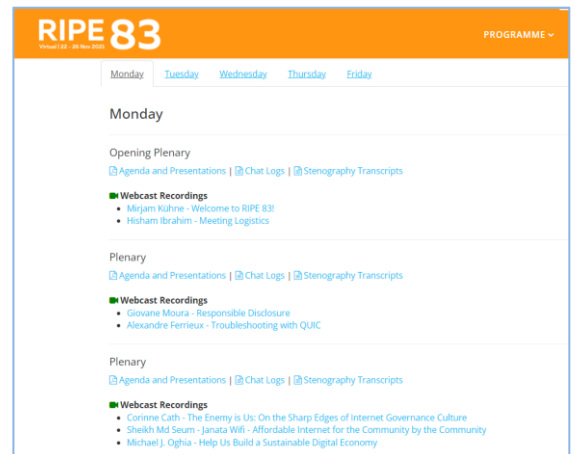 RIPE 83
Virtual | 22 - 26 Nov 2021
PROGRAMME
Monday Tuesday Wednesday Thursday Friday
Monday
Opening Plenary
Agenda and Presentations | Chat Logs | Stenography Transcripts
Webcast Recordings
• Mirjam Kühne - Welcome to RIPE 83!
• Hisham Ibrahim - Meeting Logistics
Plenary
Agenda and Presentations | Chat Logs | Stenography Transcripts
Webcast Recordings
• Giovane Moura - Responsible Disclosure
• Alexandre Ferrieux - Troubleshooting with QUIC
Plenary
Agenda and Presentations | Chat Logs | Stenography Transcripts
Webcast Recordings
• Corinne Cath - The Enemy is Us: On the Sharp Edges of Internet Governance Culture
• Sheikh Md Seum - Janata Wifi - Affordable Internet for the Community by the Community
• Michael J. Oghia - Help Us Build a Sustainable Digital Economy